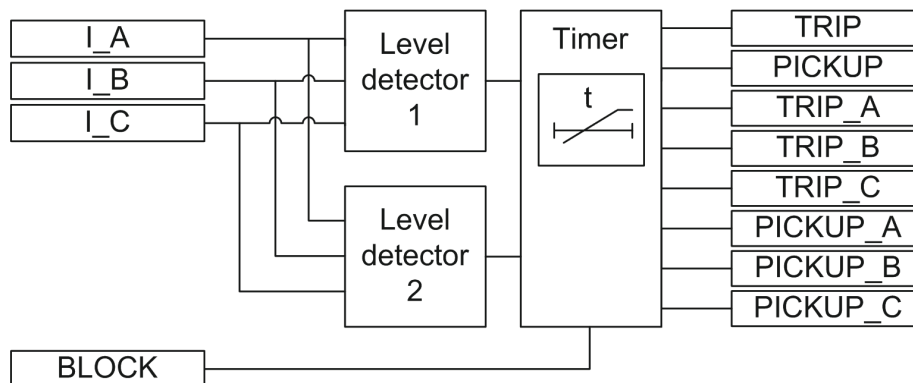 I_A
I_B
I_C
BLOCK
Level
detector
1
Level
detector
2
Timer
t
TRIP
PICKUP
TRIP_A
TRIP_B
TRIP_C
PICKUP_A
PICKUP_B
PICKUP_C